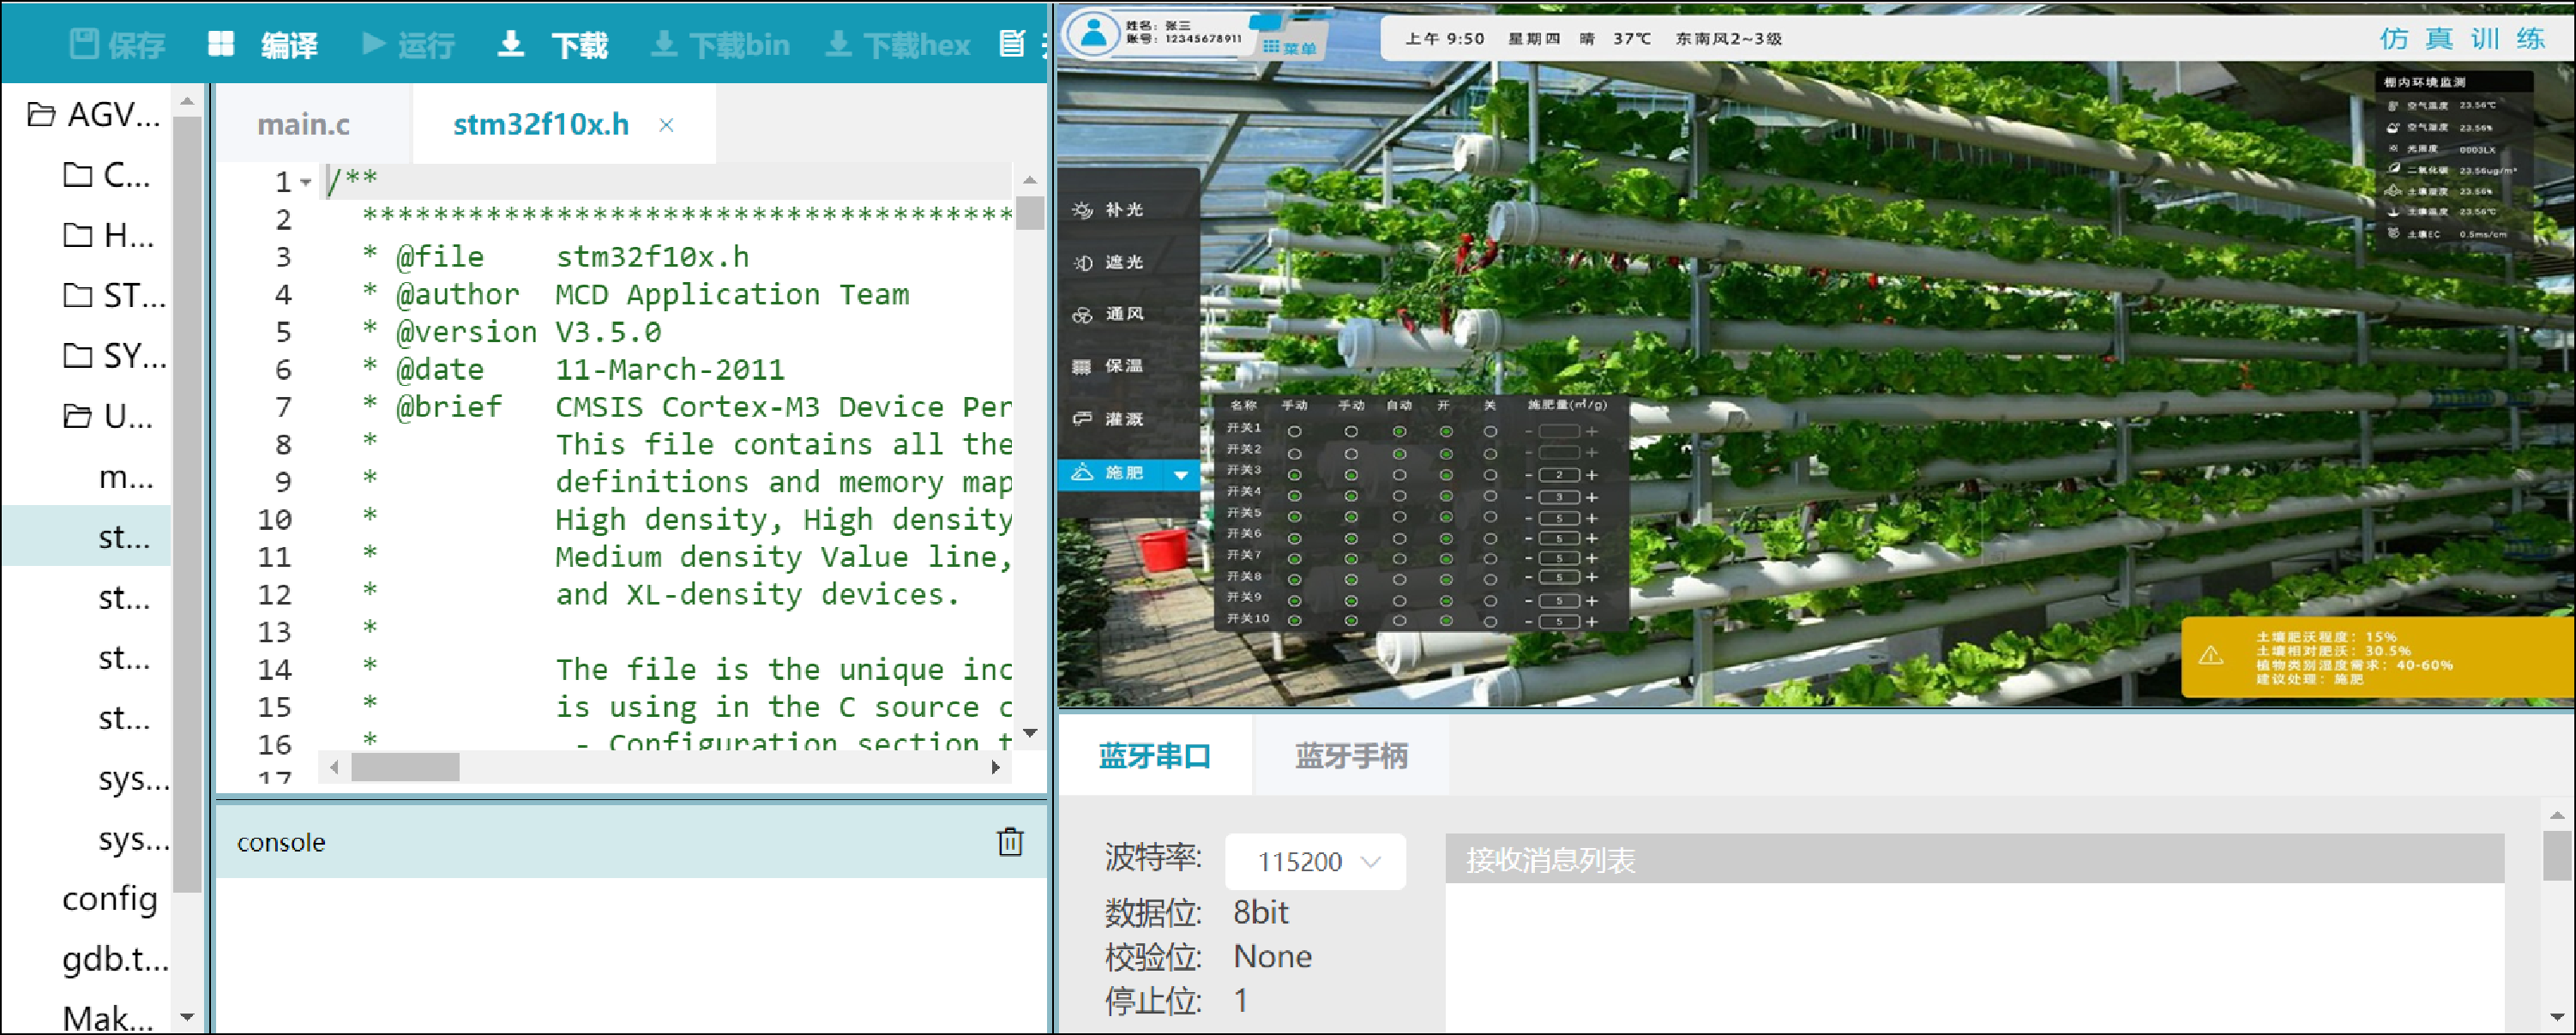 保存 编译 运行 下载 下载bin 下载hex
AGV...
C...
H...
ST...
SY...
U...
m...
st...
st...
st...
st...
sys...
sys...
config
gdb.t...
Mak...
main.c stm32f10x.h ×
1 /**
2 *************************************
3 * @file stm32f10x.h
4 * @author MCD Application Team
5 * @version V3.5.0
6 * @date 11-March-2011
7 * @brief CMSIS Cortex-M3 Device Per
8 * This file contains all the
9 * definitions and memory map
10 * High density, High density
11 * Medium density Value line,
12 * and XL-density devices.
13 *
14 * The file is the unique inc
15 * is using in the C source c
16 * - Configuration section t
17
console
姓名：张三
账号：12345678911
菜单
上午 9:50 星期四 晴 37℃ 东南风2~3级
仿真训练
棚内环境监测
空气温度 23.56℃
空气湿度 23.56%
光照度 0003LX
二氧化碳 23.56ug/m³
土壤湿度 23.56%
土壤温度 23.56℃
土壤EC 0.5ms/cm
补光
遮光
通风
保温
灌溉
施肥
名称 手动 手动 自动 开 关 施肥量(㎡/g)
开关1 - +
开关2 - +
开关3 - 2 +
开关4 - 3 +
开关5 - 5 +
开关6 - 5 +
开关7 - 5 +
开关8 - 5 +
开关9 - 5 +
开关10 - 5 +
土壤肥沃程度：15%
土壤相对肥沃：30.5%
植物类别湿度需求：40-60%
建议处理：施肥
蓝牙串口 蓝牙手柄
波特率: 115200
数据位: 8bit
校验位: None
停止位: 1
接收消息列表